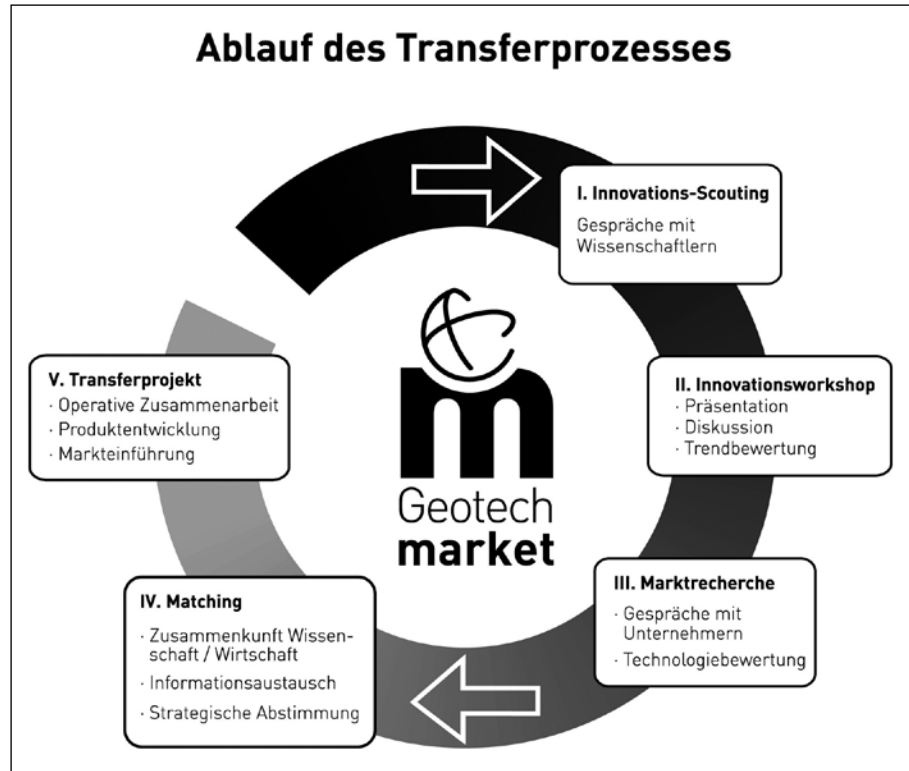 Ablauf des Transferprozesses
I. Innovations-Scouting
Gespräche mit
Wissenschaftlern
II. Innovationsworkshop
· Präsentation
· Diskussion
· Trendbewertung
III. Marktrecherche
· Gespräche mit
Unternehmern
· Technologiebewertung
IV. Matching
· Zusammenkunft Wissen-
schaft / Wirtschaft
· Informationsaustausch
· Strategische Abstimmung
V. Transferprojekt
· Operative Zusammenarbeit
· Produktentwicklung
· Markteinführung
m
Geotech
market